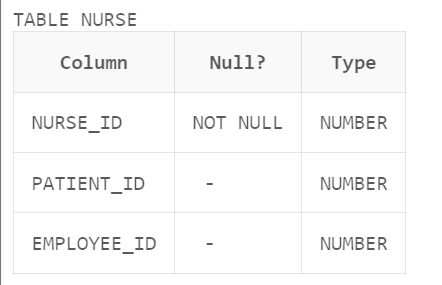 TABLE NURSE
Column Null? Type
NURSE_ID NOT NULL NUMBER
PATIENT_ID - NUMBER
EMPLOYEE_ID - NUMBER